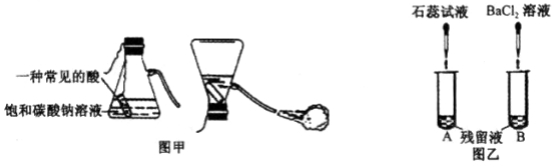 一种常见的酸
饱和碳酸钠溶液
图甲
石蕊试液
BaCl₂ 溶液
A 残留液 B
图乙